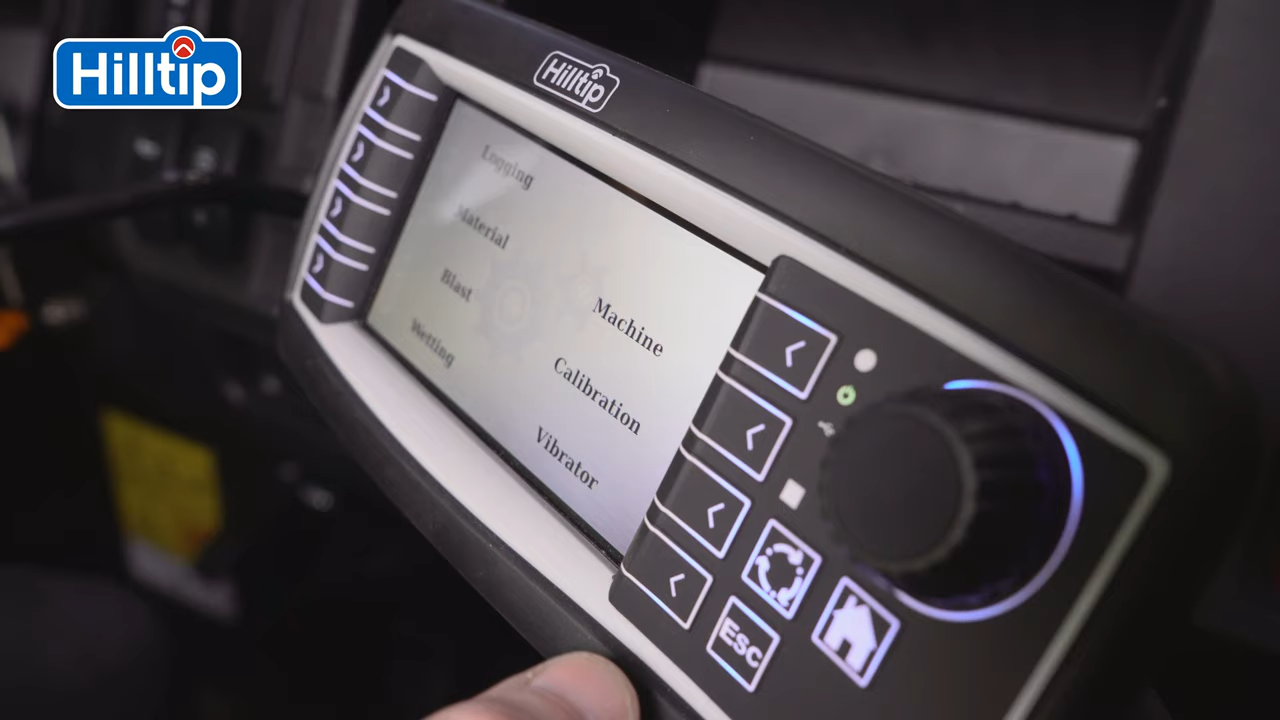 Hilltip
Hilltip
Logging
Material
Blast
Wetting
Machine
Calibration
Vibrator
ESC